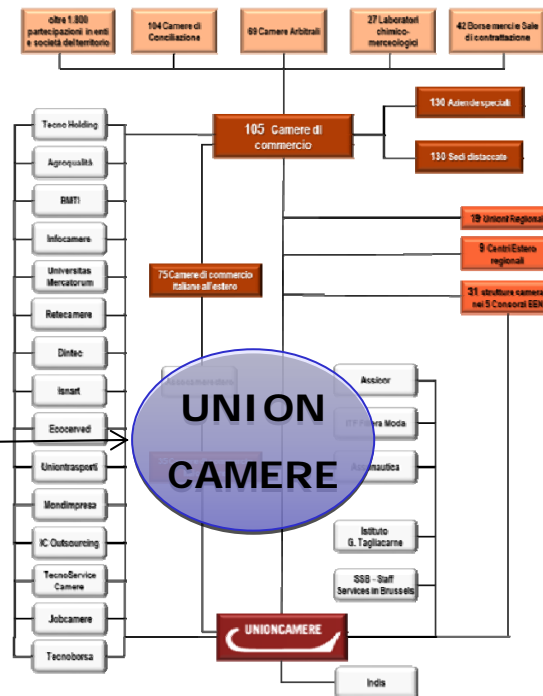 oltre 1.800
partecipazioni in enti
e società del territorio
104 Camere di
Conciliazione
69 Camere Arbitrali
27 Laboratori
chimico-
merceologici
42 Borse merci e Sale
di contrattazione
105 Camere di
commercio
130 Aziende speciali
130 Sedi distaccate
19 Unioni Regionali
9 Centri Estero
regionali
31 strutture camerali
nei 5 Consorzi EEN
75 Camere di commercio
italiane all'estero
Tecno Holding
Agroqualità
BMTI
Infocamere
Universitas
Mercatorum
Retecamere
Dintec
Isnart
Ecocerved
Uniontrasporti
Mondimpresa
IC Outsourcing
TecnoService
Camere
Jobcamere
Tecnoborsa
Assicor
Moda
Assonautica
Istituto
G. Tagliacarne
SSB - Staff
Services in Brussels
UNION
CAMERE
UNIONCAMERE
Indis